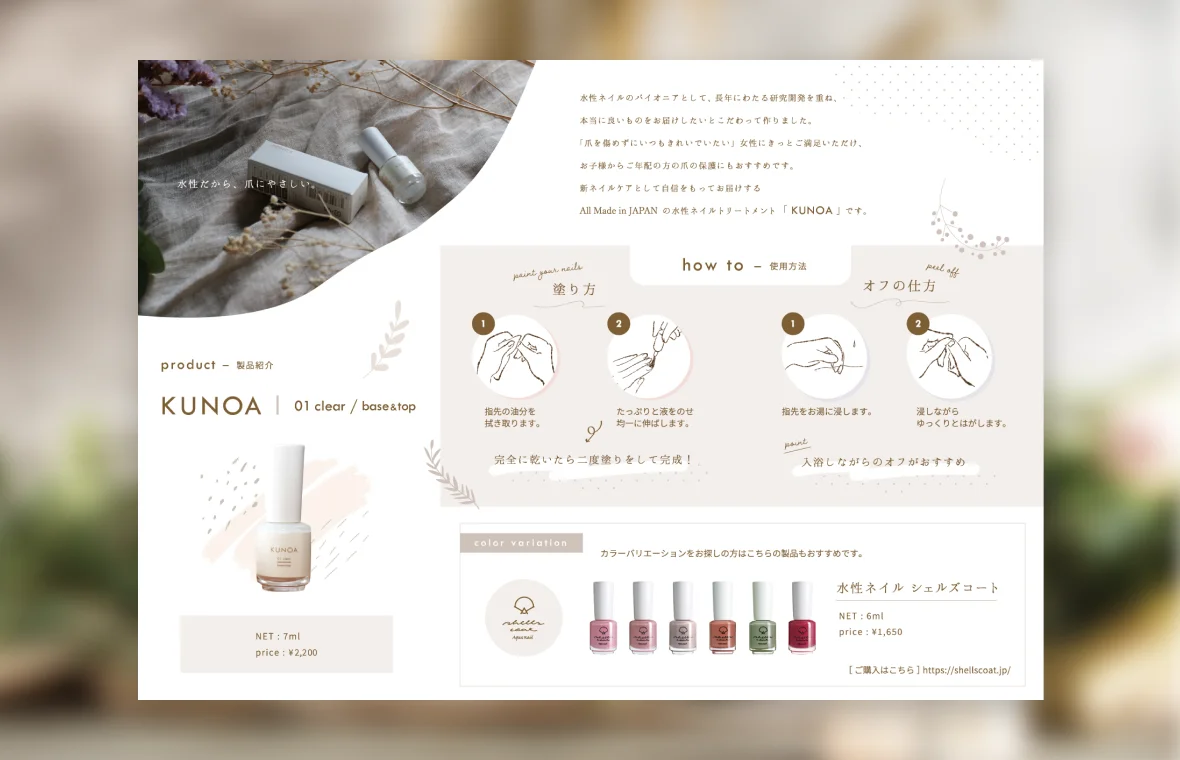 水性だから、爪にやさしい。
水性ネイルのパイオニアとして、長年にわたる研究開発を重ね、
本当に良いものをお届けしたいとこだわって作りました。
「爪を傷めずにいつもきれいでいたい」女性にきっとご満足いただけ、
お子様からご年配の方の爪の保護にもおすすめです。
新ネイルケアとして自信をもってお届けする
All Made in JAPAN の水性ネイルトリートメント「 KUNOA 」です。
product – 製品紹介
KUNOA | 01 clear / base&top
KUNOA
NET : 7ml
price : ¥2,200
how to – 使用方法
paint your nails
塗り方
1
指先の油分を
拭き取ります。
2
たっぷりと液をのせ
均一に伸ばします。
完全に乾いたら二度塗りをして完成！
peel off
オフの仕方
1
指先をお湯に浸します。
2
浸しながら
ゆっくりとはがします。
point
入浴しながらのオフがおすすめ
color variation
カラーバリエーションをお探しの方はこちらの製品もおすすめです。
shells
coat
Aqua nail
水性ネイル シェルズコート
NET : 6ml
price : ¥1,650
[ ご購入はこちら ] https://shellscoat.jp/